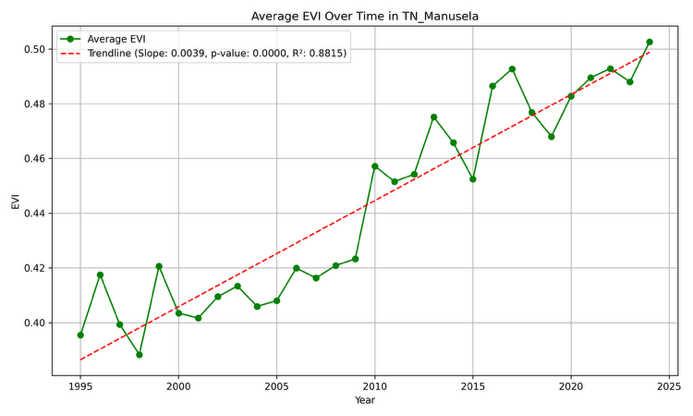 Average EVI Over Time in TN_Manusela
Average EVI
Trendline (Slope: 0.0039, p-value: 0.0000, R²: 0.8815)
0.50
0.48
0.46
0.44
0.42
0.40
EVI
1995 2000 2005 2010 2015 2020 2025
Year